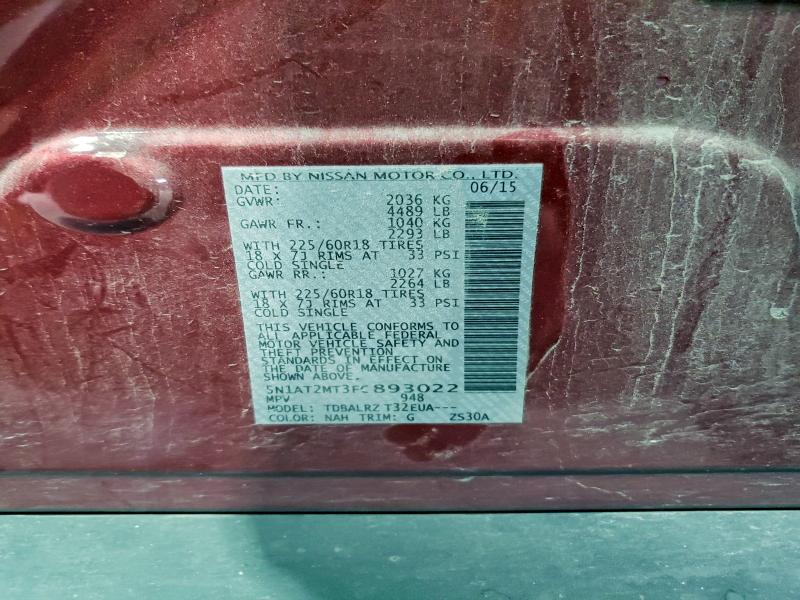 MFD BY NISSAN MOTOR CO., LTD.
DATE: 06/15
GVWR: 2036 KG
4489 LB
GAWR FR.: 1040 KG
2293 LB
WITH 225/60R18 TIRES
18 X 7J RIMS AT 33 PSI
COLD SINGLE
GAWR RR.: 1027 KG
2264 LB
WITH 225/60R18 TIRES
18 X 7J RIMS AT 33 PSI
COLD SINGLE
THIS VEHICLE CONFORMS TO
ALL APPLICABLE FEDERAL
MOTOR VEHICLE SAFETY AND
THEFT PREVENTION
STANDARDS IN EFFECT ON
THE DATE OF MANUFACTURE
SHOWN ABOVE.
5N1AT2MT3FC893022
MPV 948
MODEL: TDBALRZ T32EUA---
COLOR: NAH TRIM: G ZS30A